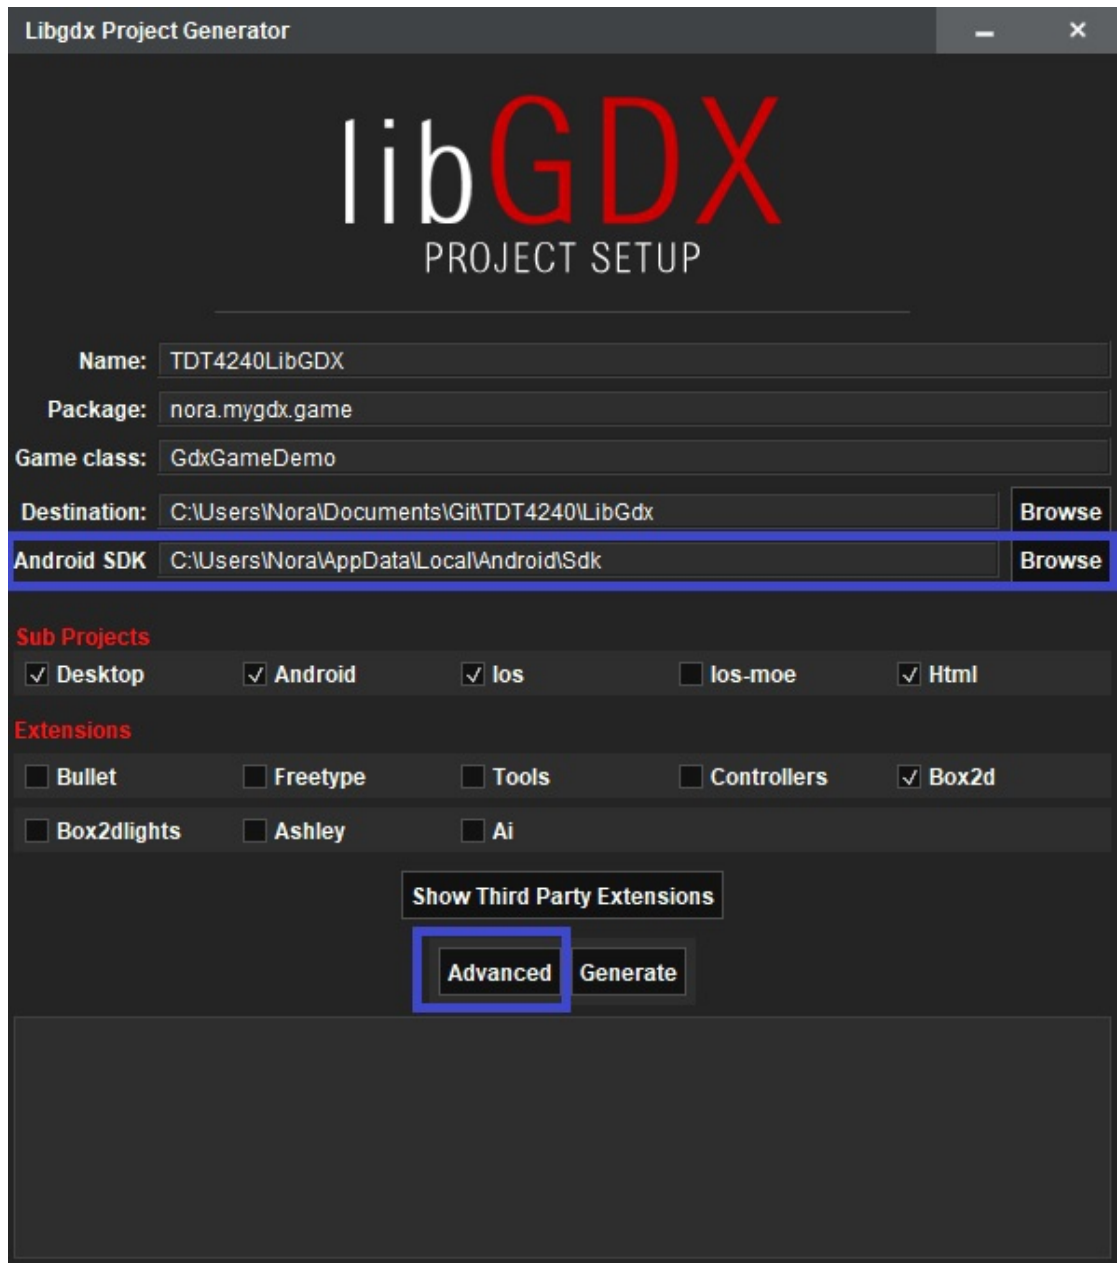 Libgdx Project Generator
libGDX
PROJECT SETUP
Name: TDT4240LibGDX
Package: nora.mygdx.game
Game class: GdxGameDemo
Destination: C:\Users\Nora\Documents\Git\TDT4240\LibGdx Browse
Android SDK C:\Users\Nora\AppData\Local\Android\Sdk Browse
Sub Projects
Desktop Android Ios Ios-moe Html
Extensions
Bullet Freetype Tools Controllers Box2d
Box2dlights Ashley Ai
Show Third Party Extensions
Advanced Generate